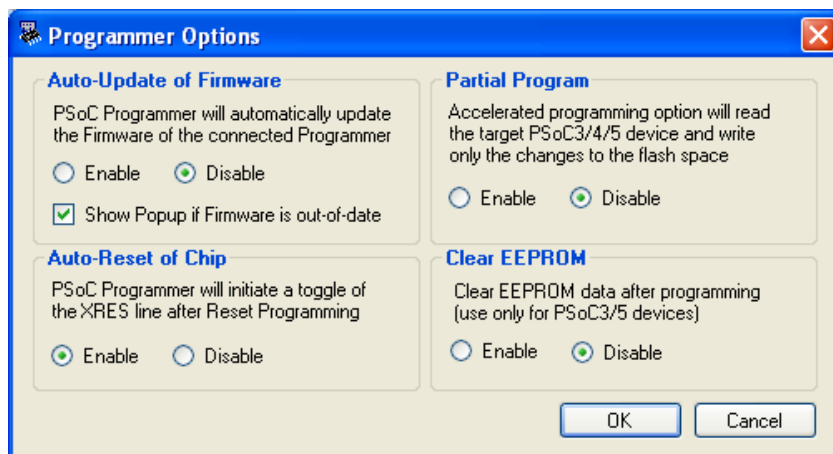 Programmer Options
Auto-Update of Firmware
PSoC Programmer will automatically update
the Firmware of the connected Programmer
Enable Disable
Show Popup if Firmware is out-of-date
Partial Program
Accelerated programming option will read
the target PSoC3/4/5 device and write
only the changes to the flash space
Enable Disable
Auto-Reset of Chip
PSoC Programmer will initiate a toggle of
the XRES line after Reset Programming
Enable Disable
Clear EEPROM
Clear EEPROM data after programming
(use only for PSoC3/5 devices)
Enable Disable
OK Cancel